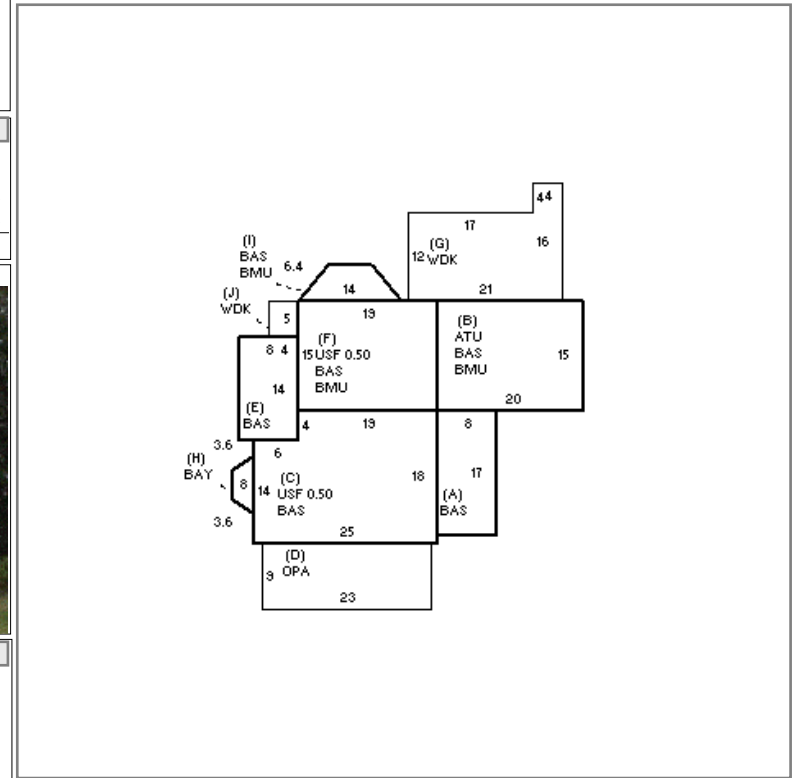 44
17
(G)
WDK
12
16
21
(I)
BAS
BMU
6.4
14
(J)
WDK
5
19
(F)
15 USF 0.50
BAS
BMU
(B)
ATU
BAS
BMU
15
20
8 4
14
(E)
BAS
4
19
8
3.6
6
(H)
BAY
8
14
(C)
USF 0.50
BAS
18
17
(A)
BAS
3.6
25
(D)
OPA
9
23